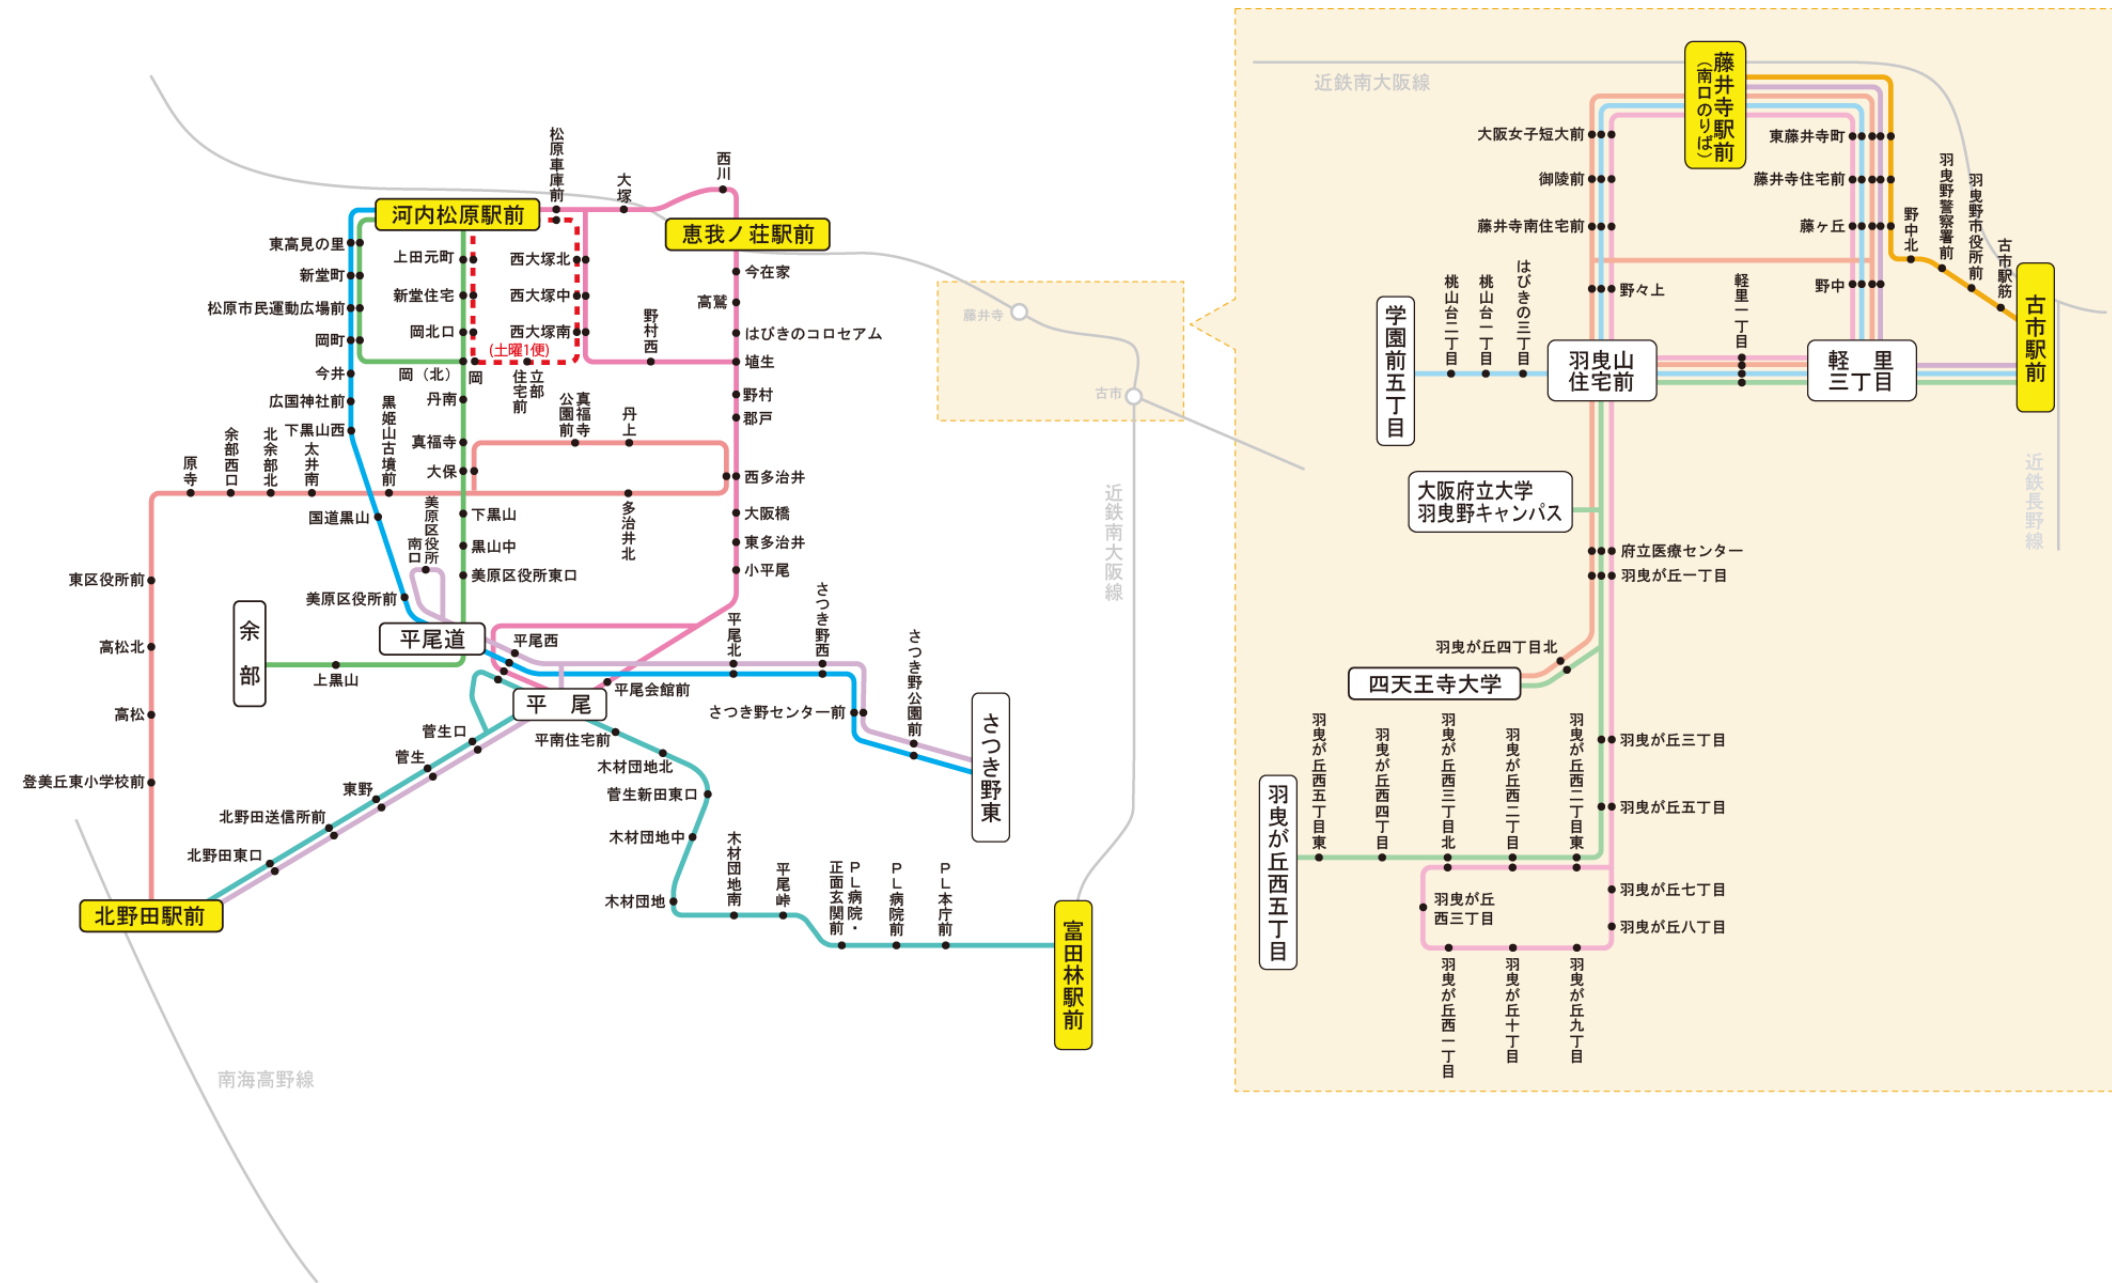 松原車庫前
大塚
西川
河内松原駅前
恵我ノ荘駅前
東高見の里
上田元町
西大塚北
今在家
新堂町
新堂住宅
西大塚中
高鷲
松原市民運動広場前
岡北口
西大塚南
野村西
はびきのコロセアム
岡町
(土曜1便)
埴生
今井
岡（北）
岡
立部
住宅前
広国神社前
丹南
野村
郡戸
下黒山西
黒姫山古墳前
真福寺
真福寺
公園前
丹上
原寺
余部西口
北余部北
太井南
大保
西多治井
国道黒山
美原区役所
南口
下黒山
多治井北
大阪橋
黒山中
東多治井
東区役所前
美原区役所東口
小平尾
美原区役所前
余部
平尾道
平尾西
平尾北
さつき野西
さつき野公園前
高松北
上黒山
平尾
平尾会館前
さつき野センター前
さつき野東
高松
菅生口
平南住宅前
菅生
木材団地北
登美丘東小学校前
東野
菅生新田東口
北野田送信所前
木材団地中
北野田東口
木材団地南
平尾峠
ＰＬ病院・
正面玄関前
ＰＬ病院前
ＰＬ本庁前
北野田駅前
木材団地
富田林駅前
南海高野線
近鉄南大阪線
藤井寺
古市
近鉄南大阪線
藤井寺駅前
（南口のりば）
大阪女子短大前
東藤井寺町
御陵前
藤井寺住宅前
藤井寺南住宅前
藤ヶ丘
野中北
羽曳野警察署前
羽曳野市役所前
古市駅筋
古市駅前
野々上
野中
軽里一丁目
学園前五丁目
桃山台二丁目
桃山台一丁目
はびきの三丁目
羽曳山
住宅前
軽里
三丁目
近鉄長野線
大阪府立大学
羽曳野キャンパス
府立医療センター
羽曳が丘一丁目
羽曳が丘四丁目北
四天王寺大学
羽曳が丘西五丁目東
羽曳が丘西四丁目
羽曳が丘西三丁目北
羽曳が丘西二丁目
羽曳が丘西二丁目東
羽曳が丘三丁目
羽曳が丘五丁目
羽曳が丘西五丁目
羽曳が丘
西三丁目
羽曳が丘七丁目
羽曳が丘八丁目
羽曳が丘西一丁目
羽曳が丘十丁目
羽曳が丘九丁目